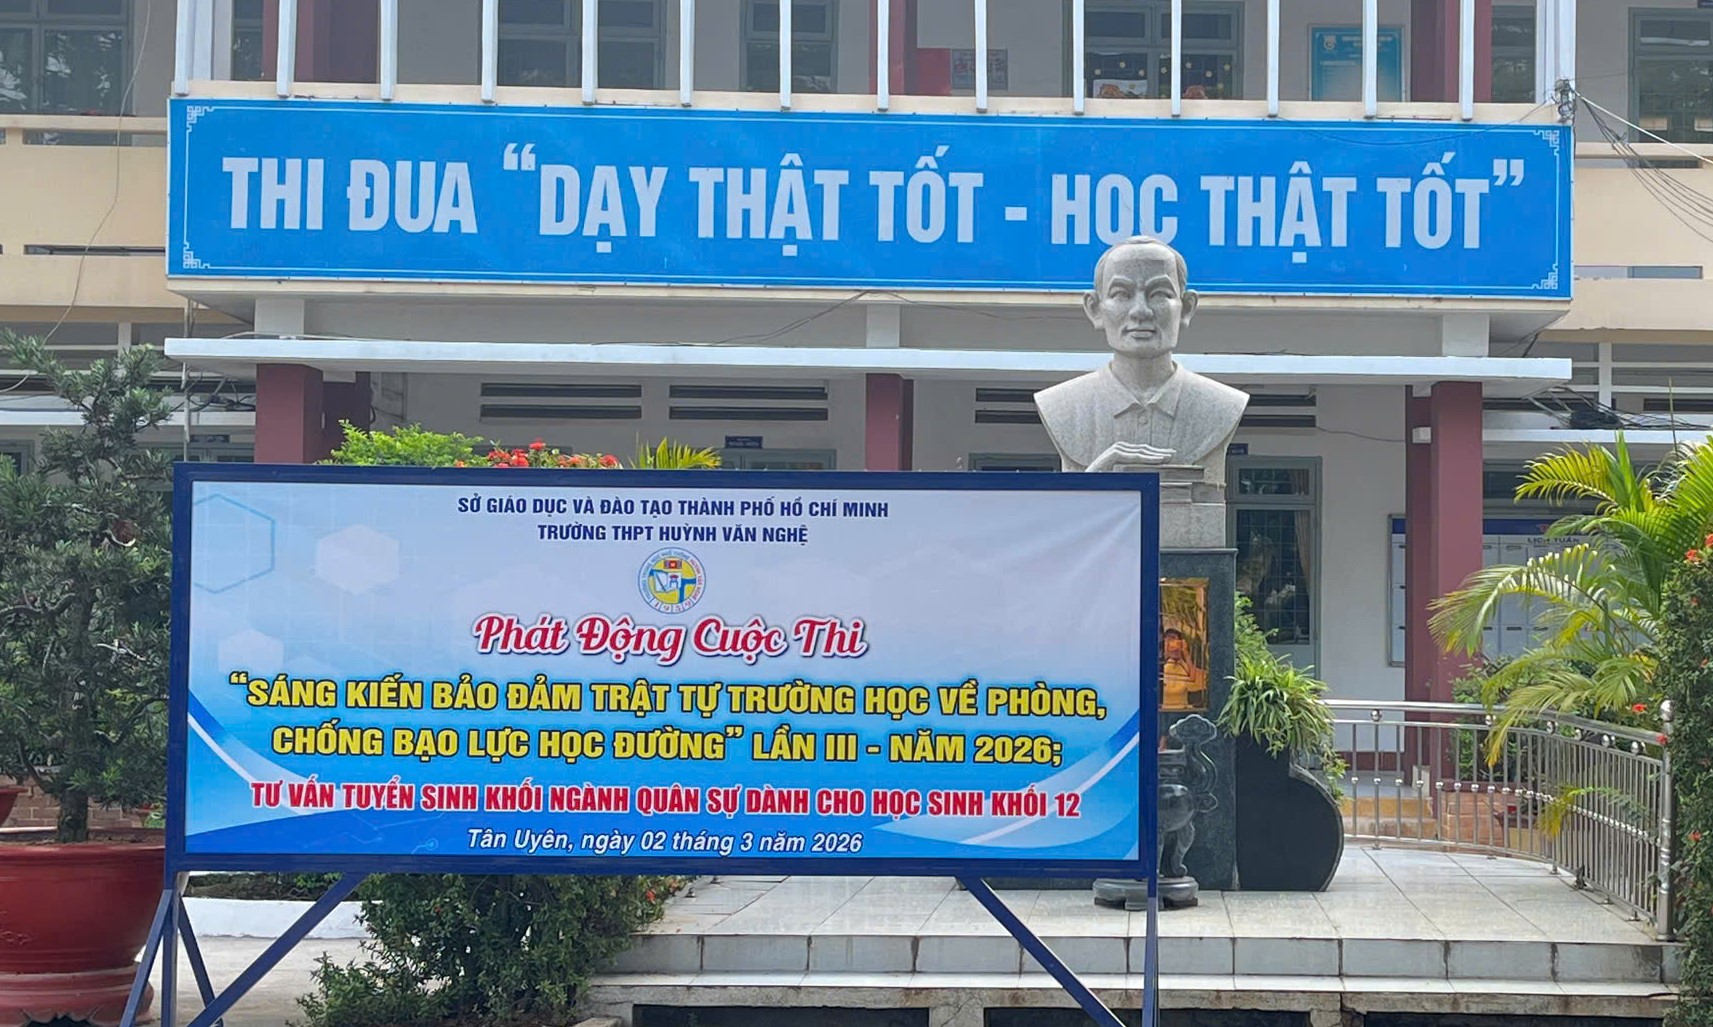 THI ĐUA “DẠY THẬT TỐT - HỌC THẬT TỐT”
SỞ GIÁO DỤC VÀ ĐÀO TẠO THÀNH PHỐ HỒ CHÍ MINH
TRƯỜNG THPT HUỲNH VĂN NGHỆ
Phát Động Cuộc Thi
“SÁNG KIẾN BẢO ĐẢM TRẬT TỰ TRƯỜNG HỌC VỀ PHÒNG,
CHỐNG BẠO LỰC HỌC ĐƯỜNG” LẦN III - NĂM 2026;
TƯ VẤN TUYỂN SINH KHỐI NGÀNH QUÂN SỰ DÀNH CHO HỌC SINH KHỐI 12
Tân Uyên, ngày 02 tháng 3 năm 2026
LỊCH TUẦN